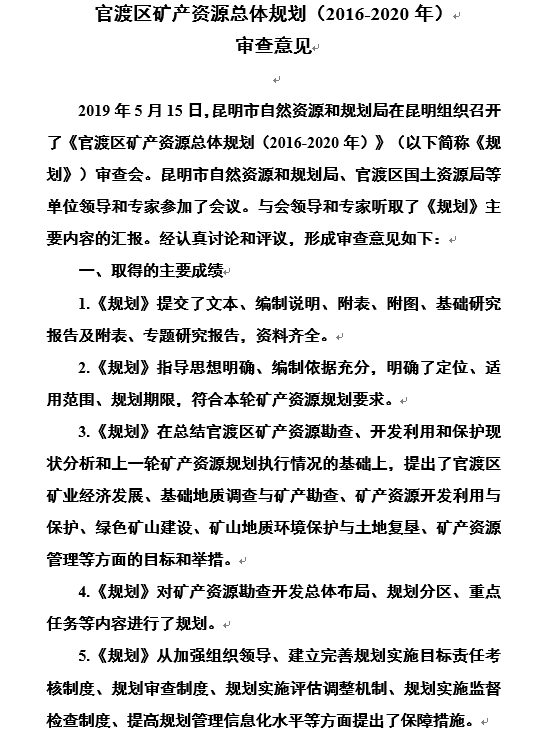 官渡区矿产资源总体规划（2016-2020 年）
审查意见
2019 年 5 月 15 日,昆明市自然资源和规划局在昆明组织召开
了《官渡区矿产资源总体规划（2016-2020 年）》（以下简称《规
划》）审查会。昆明市自然资源和规划局、官渡区国土资源局等
单位领导和专家参加了会议。与会领导和专家听取了《规划》主
要内容的汇报。经认真讨论和评议，形成审查意见如下：
一、取得的主要成绩
1.《规划》提交了文本、编制说明、附表、附图、基础研究
报告及附表、专题研究报告，资料齐全。
2.《规划》指导思想明确、编制依据充分，明确了定位、适
用范围、规划期限，符合本轮矿产资源规划要求。
3.《规划》在总结官渡区矿产资源勘查、开发利用和保护现
状分析和上一轮矿产资源规划执行情况的基础上，提出了官渡区
矿业经济发展、基础地质调查与矿产勘查、矿产资源开发利用与
保护、绿色矿山建设、矿山地质环境保护与土地复垦、矿产资源
管理等方面的目标和举措。
4.《规划》对矿产资源勘查开发总体布局、规划分区、重点
任务等内容进行了规划。
5.《规划》从加强组织领导、建立完善规划实施目标责任考
核制度、规划审查制度、规划实施评估调整机制、规划实施监督
检查制度、提高规划管理信息化水平等方面提出了保障措施。